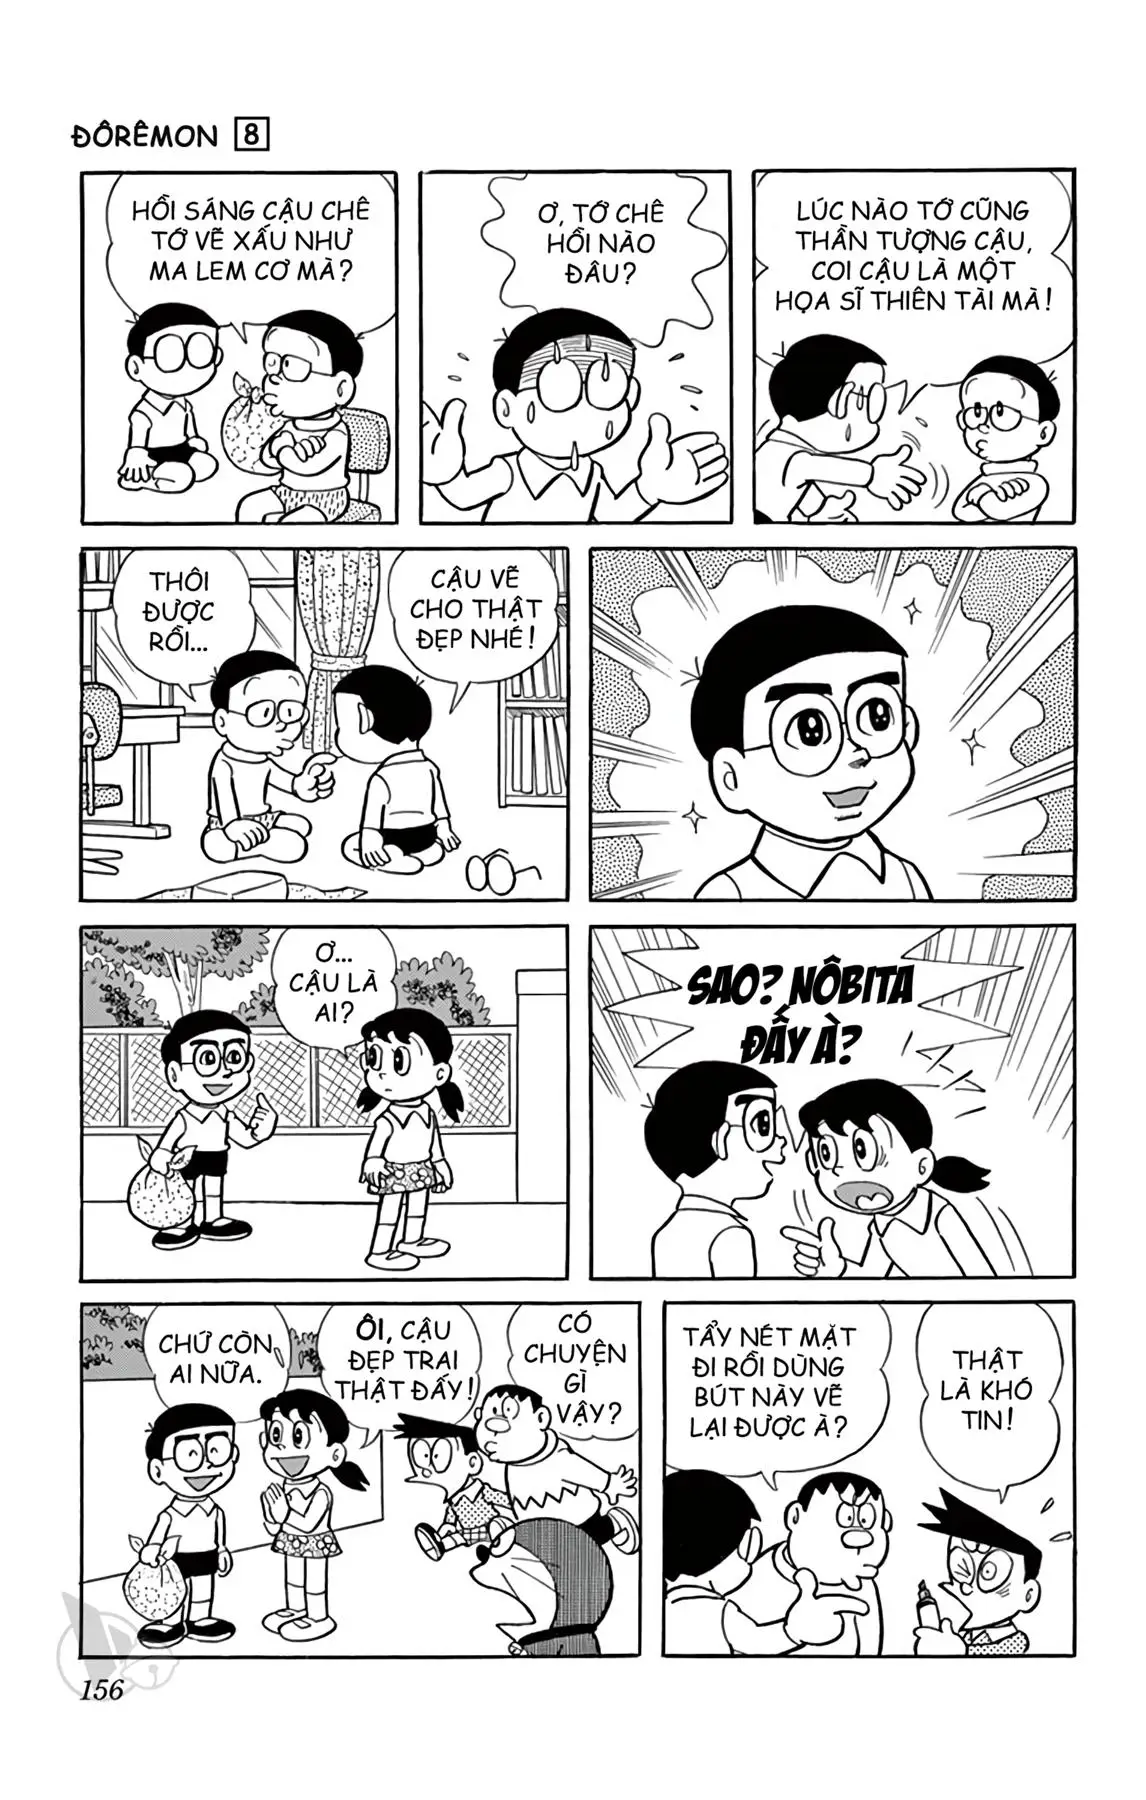 ĐÔRÊMON 8
HỒI SÁNG CẬU CHÊ
TỚ VẼ XẤU NHƯ
MA LEM CƠ MÀ?
Ơ, TỚ CHÊ
HỒI NÀO
ĐÂU?
LÚC NÀO TỚ CŨNG
THẦN TƯỢNG CẬU,
COI CẬU LÀ MỘT
HỌA SĨ THIÊN TÀI MÀ!
THÔI
ĐƯỢC
RỒI...
CẬU VẼ
CHO THẬT
ĐẸP NHÉ!
Ơ...
CẬU LÀ
AI?
SAO? NÔBITA
ĐẤY À?
CHỨ CÒN
AI NỮA.
ÔI, CẬU
ĐẸP TRAI
THẬT ĐẤY!
CÓ
CHUYỆN
GÌ
VẬY?
TẨY NÉT MẶT
ĐI RỒI DÙNG
BÚT NÀY VẼ
LẠI ĐƯỢC À?
THẬT
LÀ KHÓ
TIN!
156